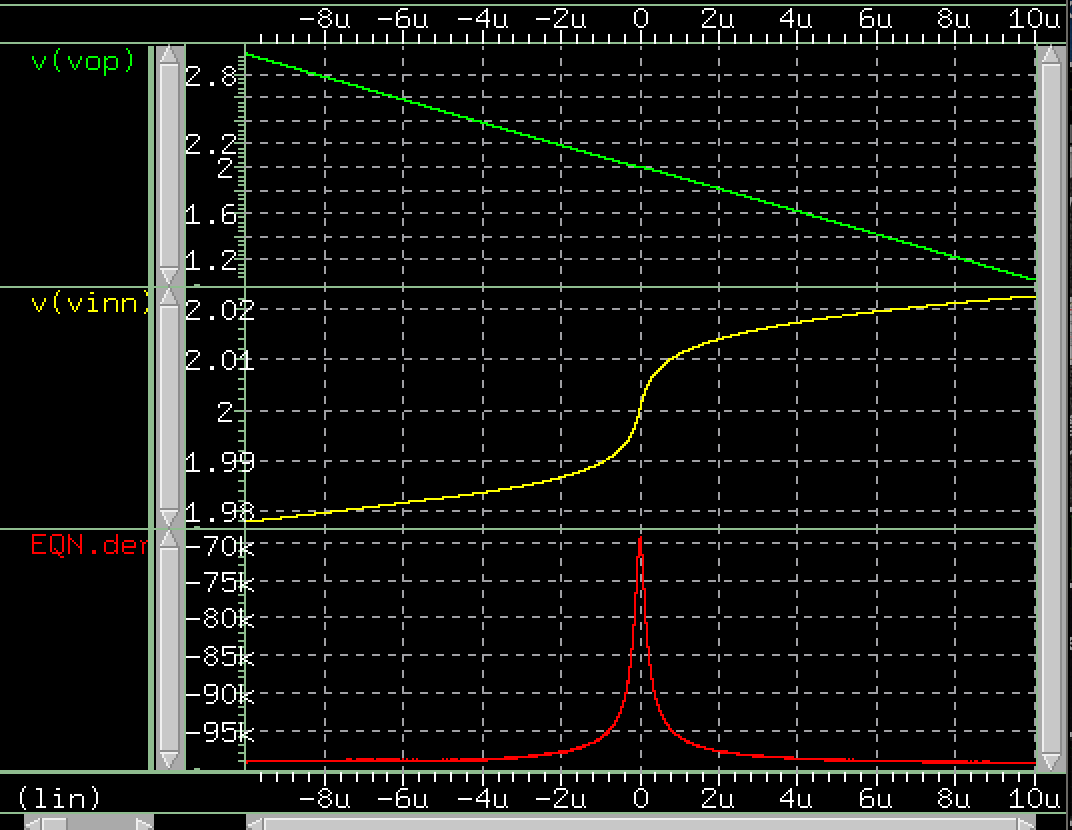 -8u -6u -4u -2u 0 2u 4u 6u 8u 10u
v(vop)
2.8
2.2
2
1.6
1.2
v(vinn)
2.02
2.01
2
1.99
1.98
EQN.der
-70k
-75k
-80k
-85k
-90k
-95k
(lin) -8u -6u -4u -2u 0 2u 4u 6u 8u 10u